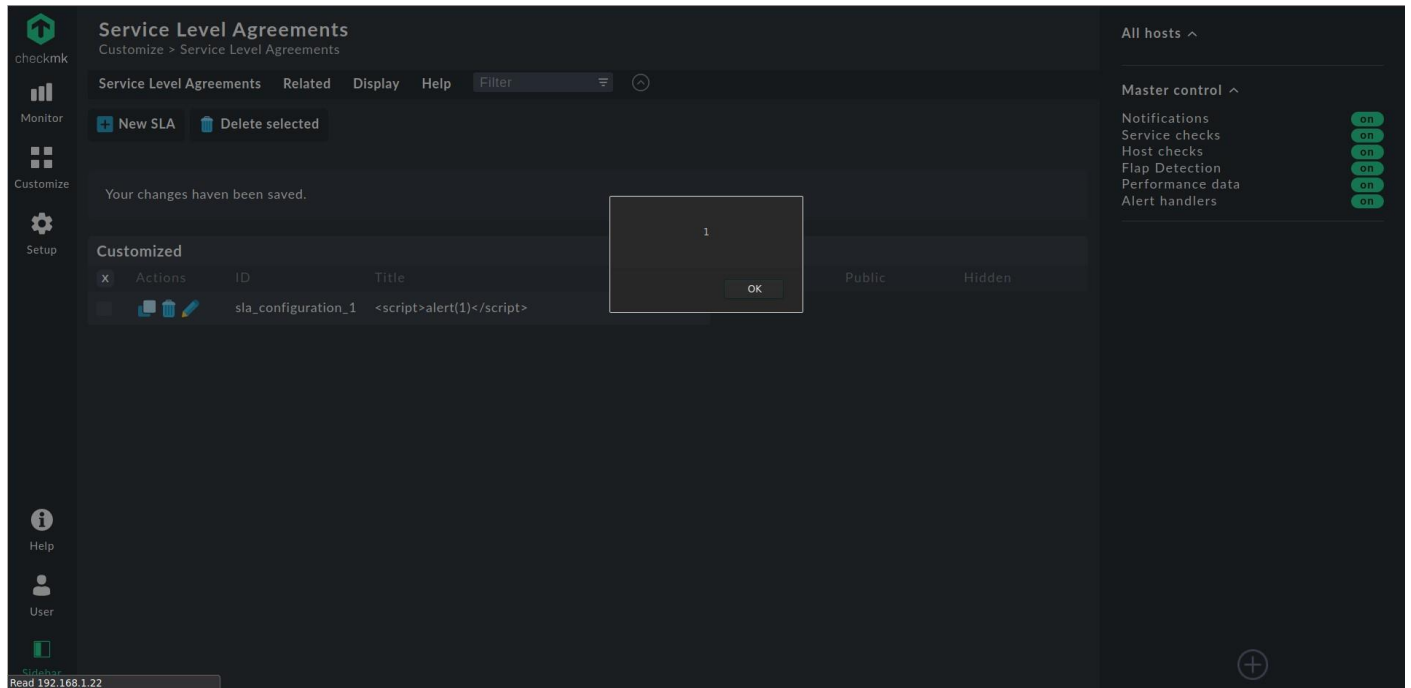 checkmk
Monitor
Customize
Setup
Help
User
Sidebar
Read 192.168.1.22
Service Level Agreements
Customize > Service Level Agreements
Service Level Agreements Related Display Help Filter
New SLA Delete selected
Your changes haven been saved.
Customized
X Actions ID Title Public Hidden
sla_configuration_1 <script>alert(1)</script>
1
OK
All hosts
Master control
Notifications on
Service checks on
Host checks on
Flap Detection on
Performance data on
Alert handlers on